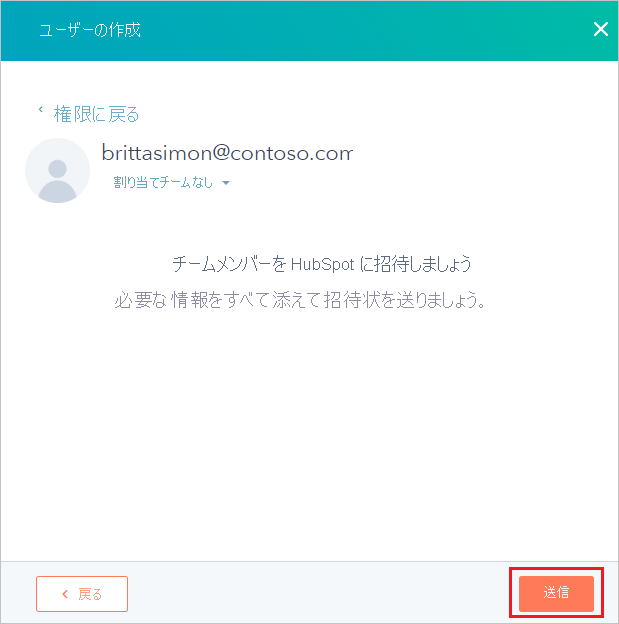 ユーザーの作成
権限に戻る
brittasimon@contoso.com
割り当てチームなし
チームメンバーを HubSpot に招待しましょう
必要な情報をすべて添えて招待状を送りましょう。
戻る
送信